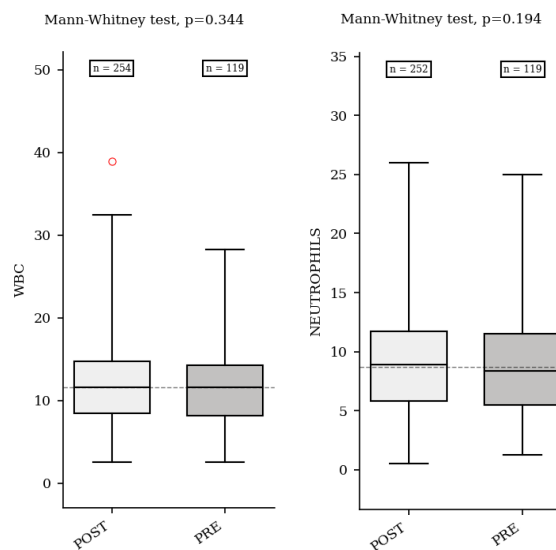 Mann-Whitney test, p=0.344
n = 254
n = 119
50
40
30
20
10
0
WBC
POST
PRE
Mann-Whitney test, p=0.194
n = 252
n = 119
35
30
25
20
15
10
5
0
NEUTROPHILS
POST
PRE